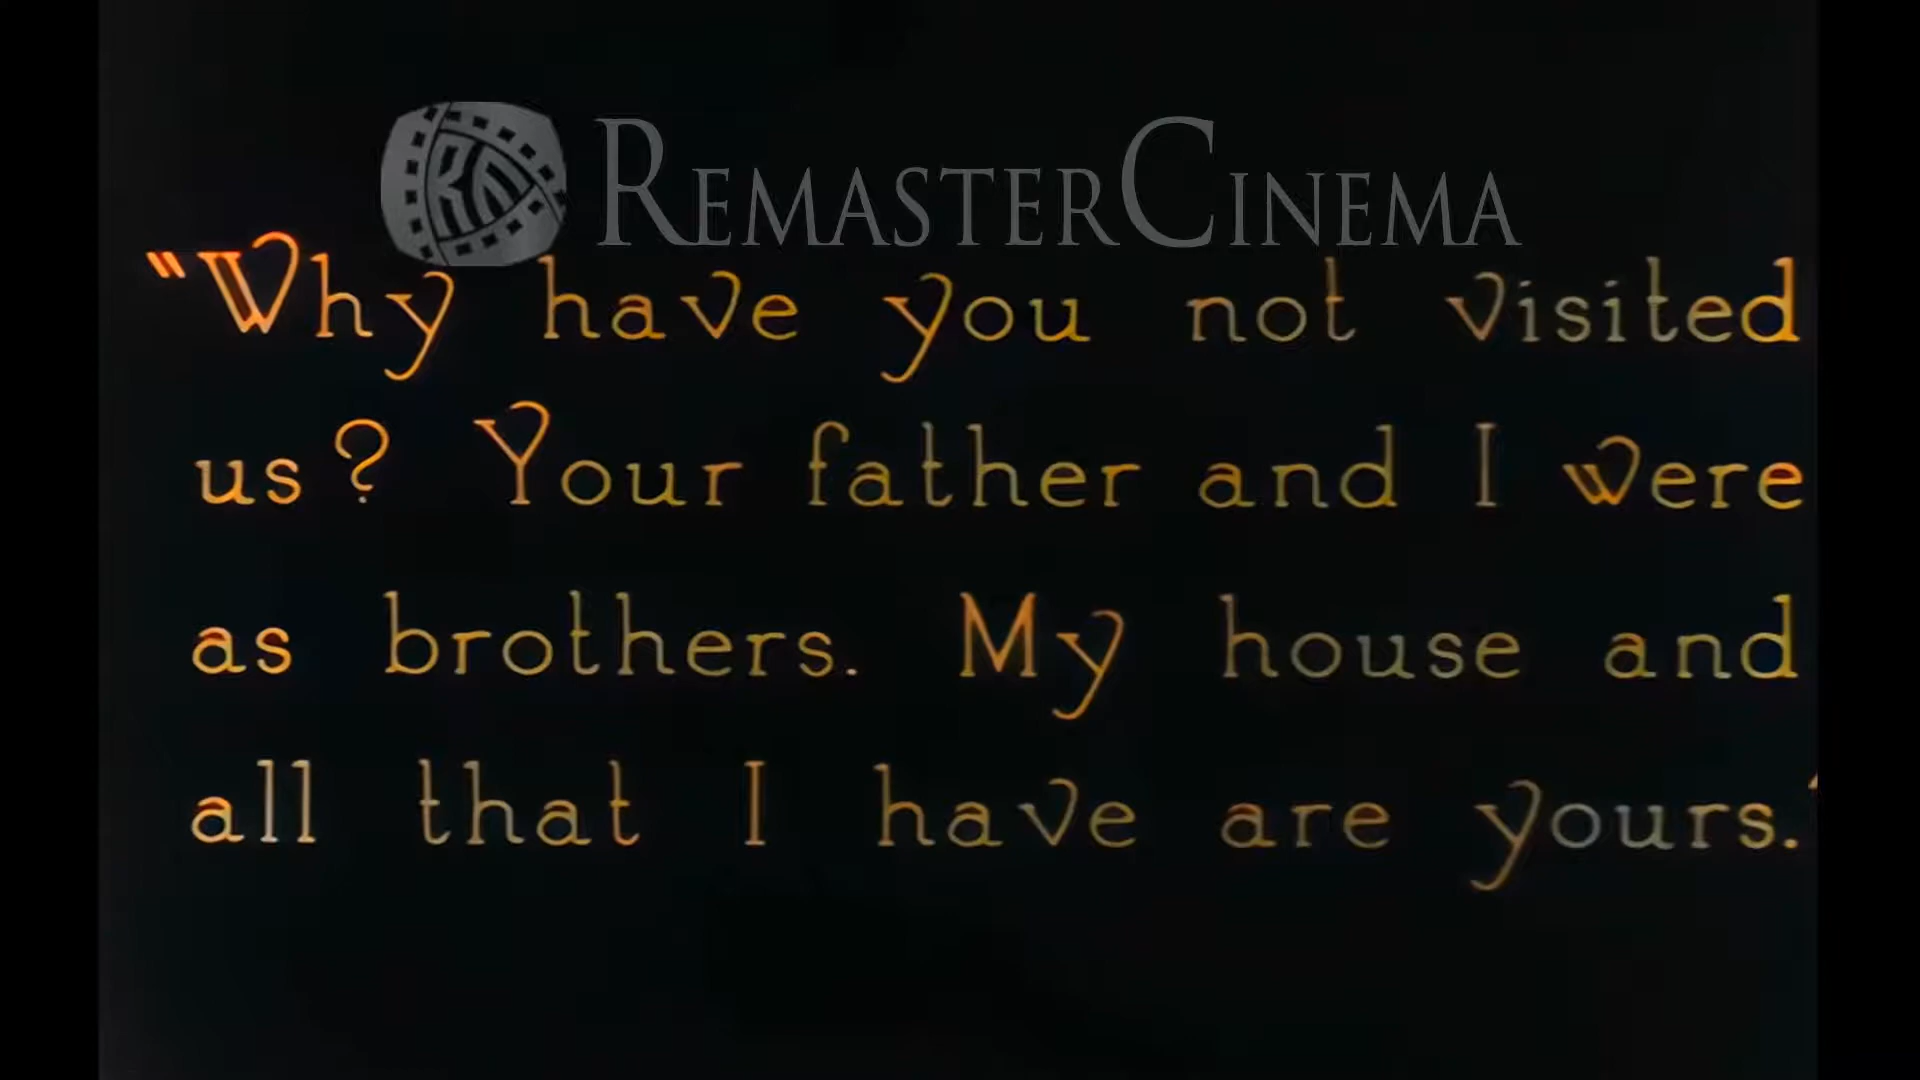 REMASTERCINEMA
"Why have you not visited
us? Your father and I were
as brothers. My house and
all that I have are yours."